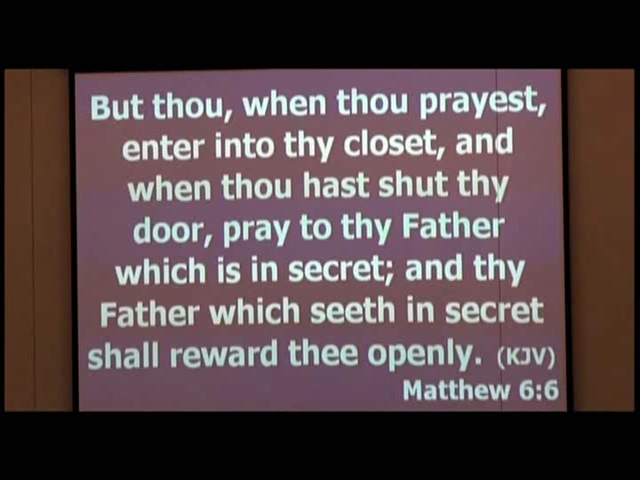 But thou, when thou prayest,
enter into thy closet, and
when thou hast shut thy
door, pray to thy Father
which is in secret; and thy
Father which seeth in secret
shall reward thee openly. (KJV)
Matthew 6:6